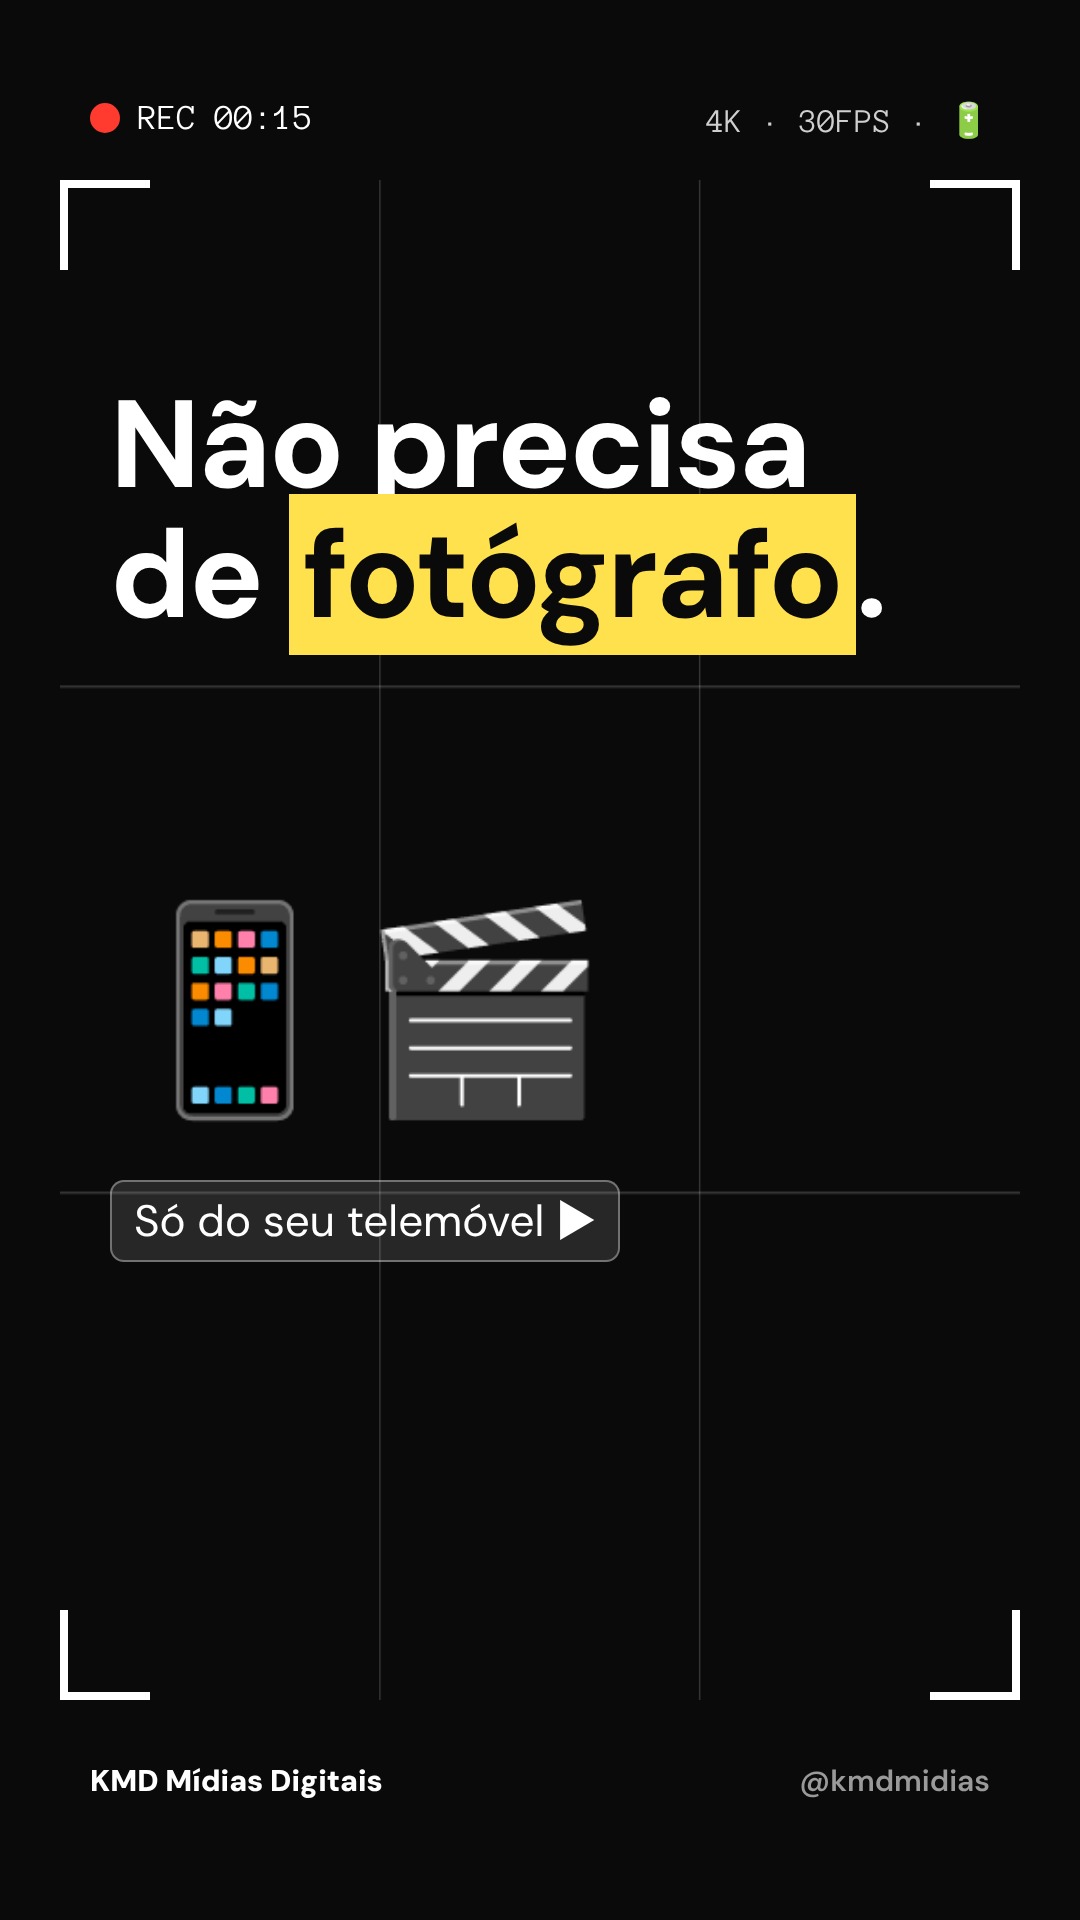 REC 00:15
4K · 30FPS ·
Não precisa
de fotógrafo.
Só do seu telemóvel ▶
KMD Mídias Digitais
@kmdmidias